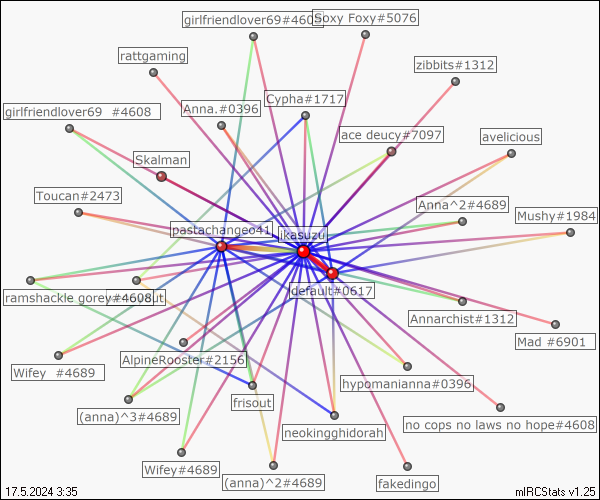 girlfriendlover69#4608
Soxy Foxy#5076
rattgaming
zibbits#1312
Cypha#1717
girlfriendlover69 #4608
Anna.#0396
ace deucy#7097
avelicious
Skalman
Toucan#2473
Anna^2#4689
Mushy#1984
pastachangeo41
ikasuzu
default#0617
ramshackle gorey#4608
Annarchist#1312
Mad #6901
AlpineRooster#2156
Wifey #4689
hypomanianna#0396
frisout
(anna)^3#4689
no cops no laws no hope#4608
neokingghidorah
Wifey#4689
(anna)^2#4689
fakedingo
17.5.2024 3:35
mIRCStats v1.25